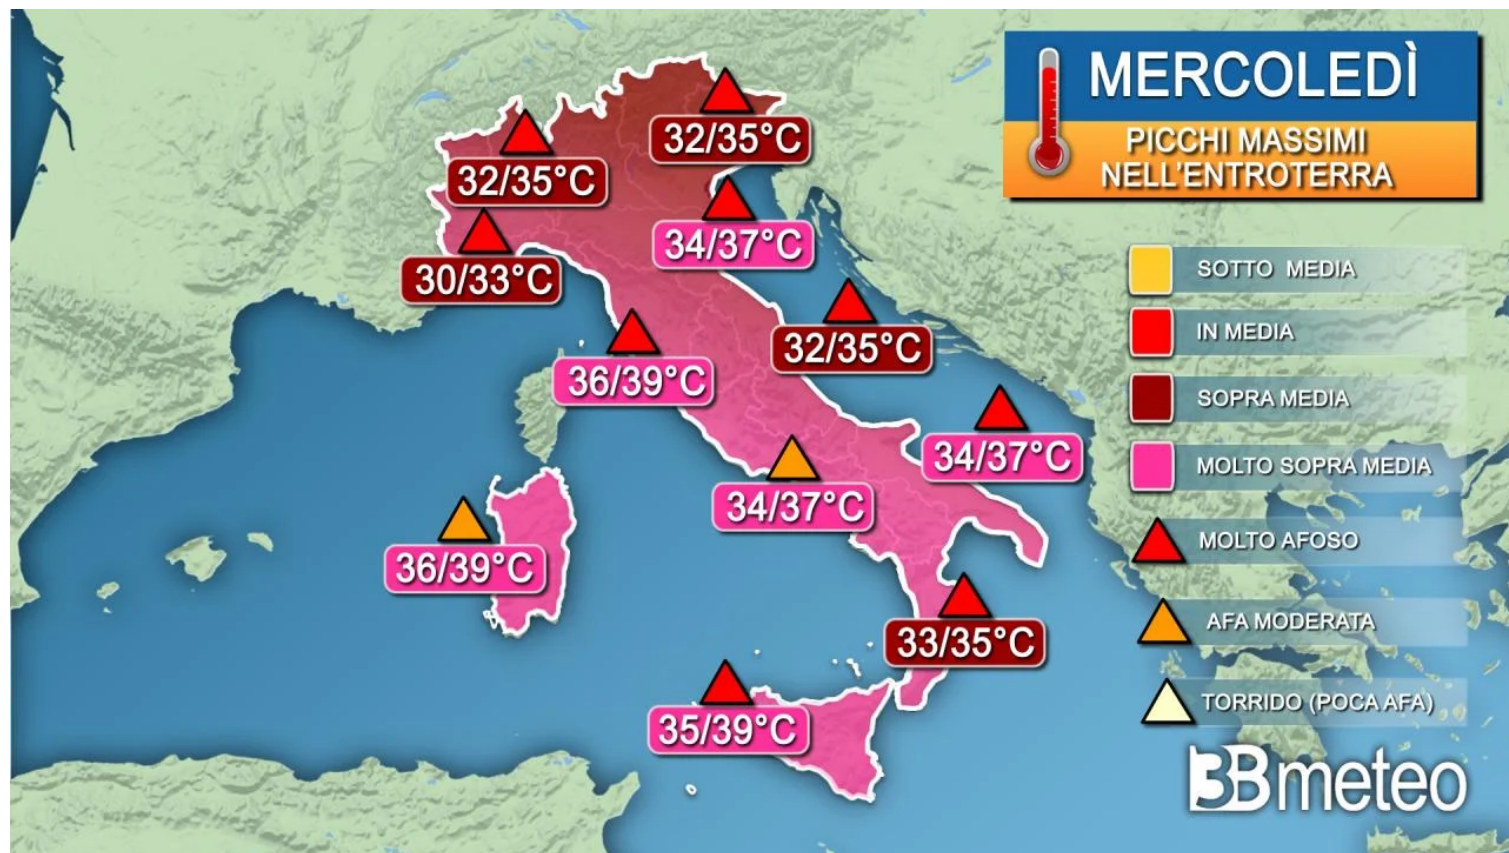 MERCOLEDÌ
PICCHI MASSIMI
NELL'ENTROTERRA
32/35°C
32/35°C
34/37°C
30/33°C
32/35°C
36/39°C
34/37°C
34/37°C
36/39°C
33/35°C
35/39°C
SOTTO MEDIA
IN MEDIA
SOPRA MEDIA
MOLTO SOPRA MEDIA
MOLTO AFOSO
AFA MODERATA
TORRIDO (POCA AFA)
3Bmeteo